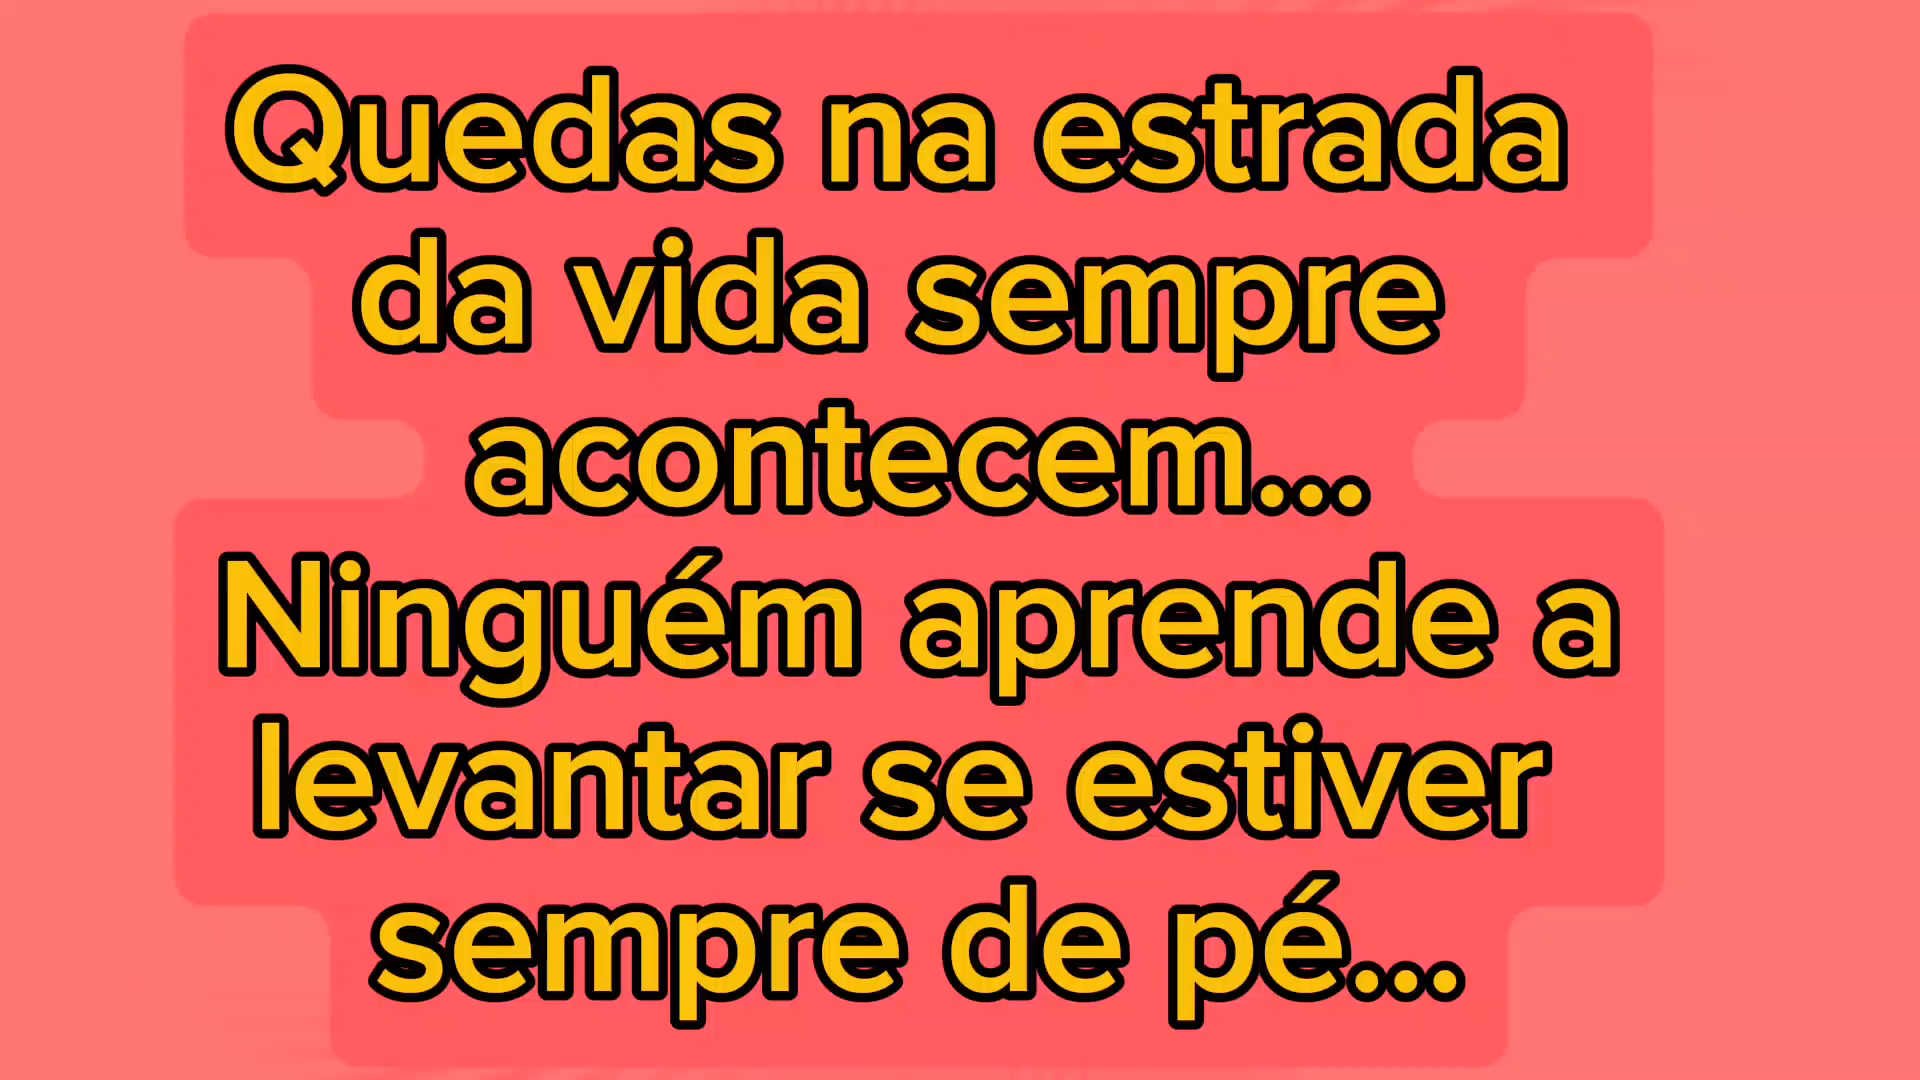 Quedas na estrada
da vida sempre
acontecem...
Ninguém aprende a
levantar se estiver
sempre de pé...